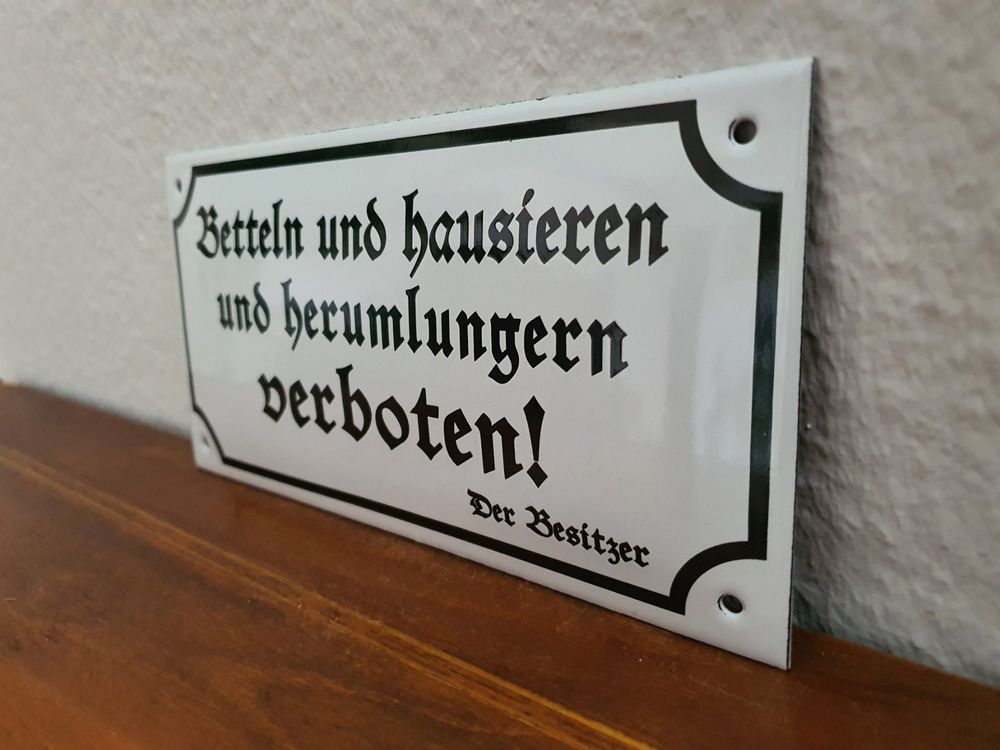 Betteln und hausieren
und herumlungern
verboten!
Der Besitzer